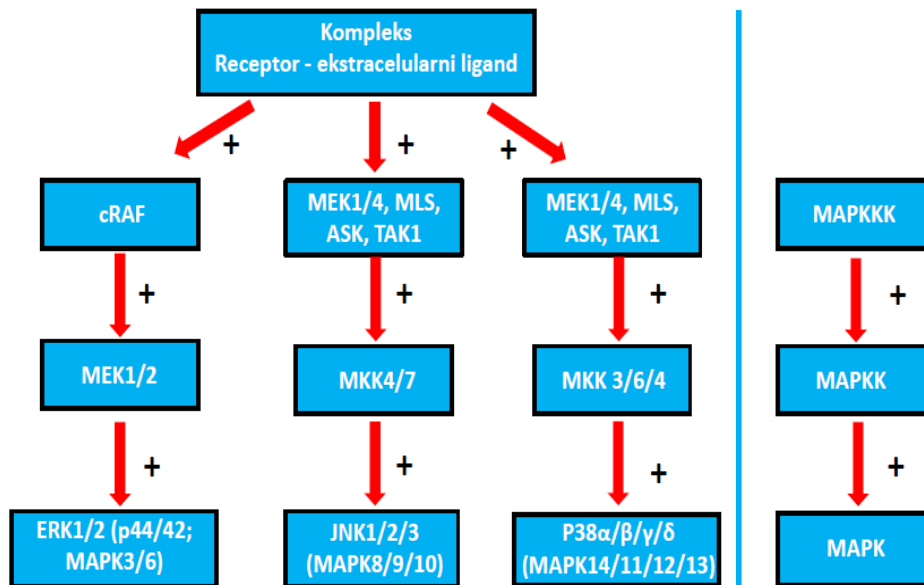 Kompleks
Receptor - ekstracelularni ligand
+
+
+
cRAF
MEK1/4, MLS,
ASK, TAK1
MEK1/4, MLS,
ASK, TAK1
MAPKKK
+
+
+
+
MEK1/2
MKK4/7
MKK 3/6/4
MAPKK
+
+
+
+
ERK1/2 (p44/42;
MAPK3/6)
JNK1/2/3
(MAPK8/9/10)
P38α/β/γ/δ
(MAPK14/11/12/13)
MAPK